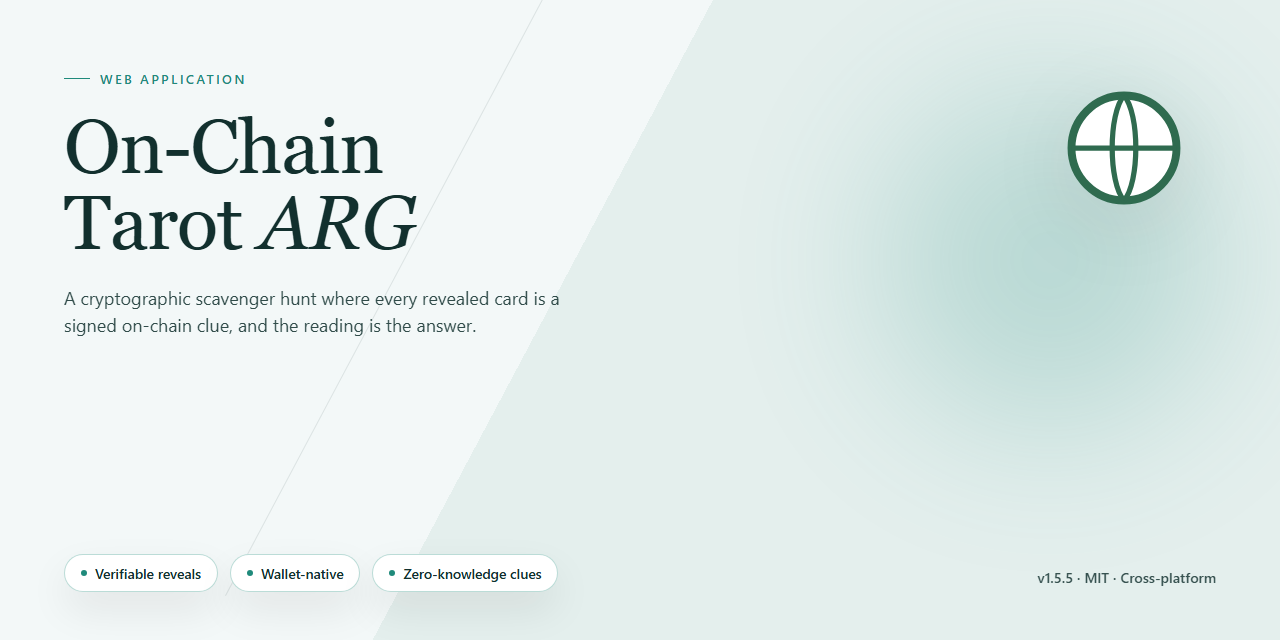 WEB APPLICATION
On-Chain
Tarot ARG
A cryptographic scavenger hunt where every revealed card is a
signed on-chain clue, and the reading is the answer.
Verifiable reveals
Wallet-native
Zero-knowledge clues
v1.5.5 · MIT · Cross-platform